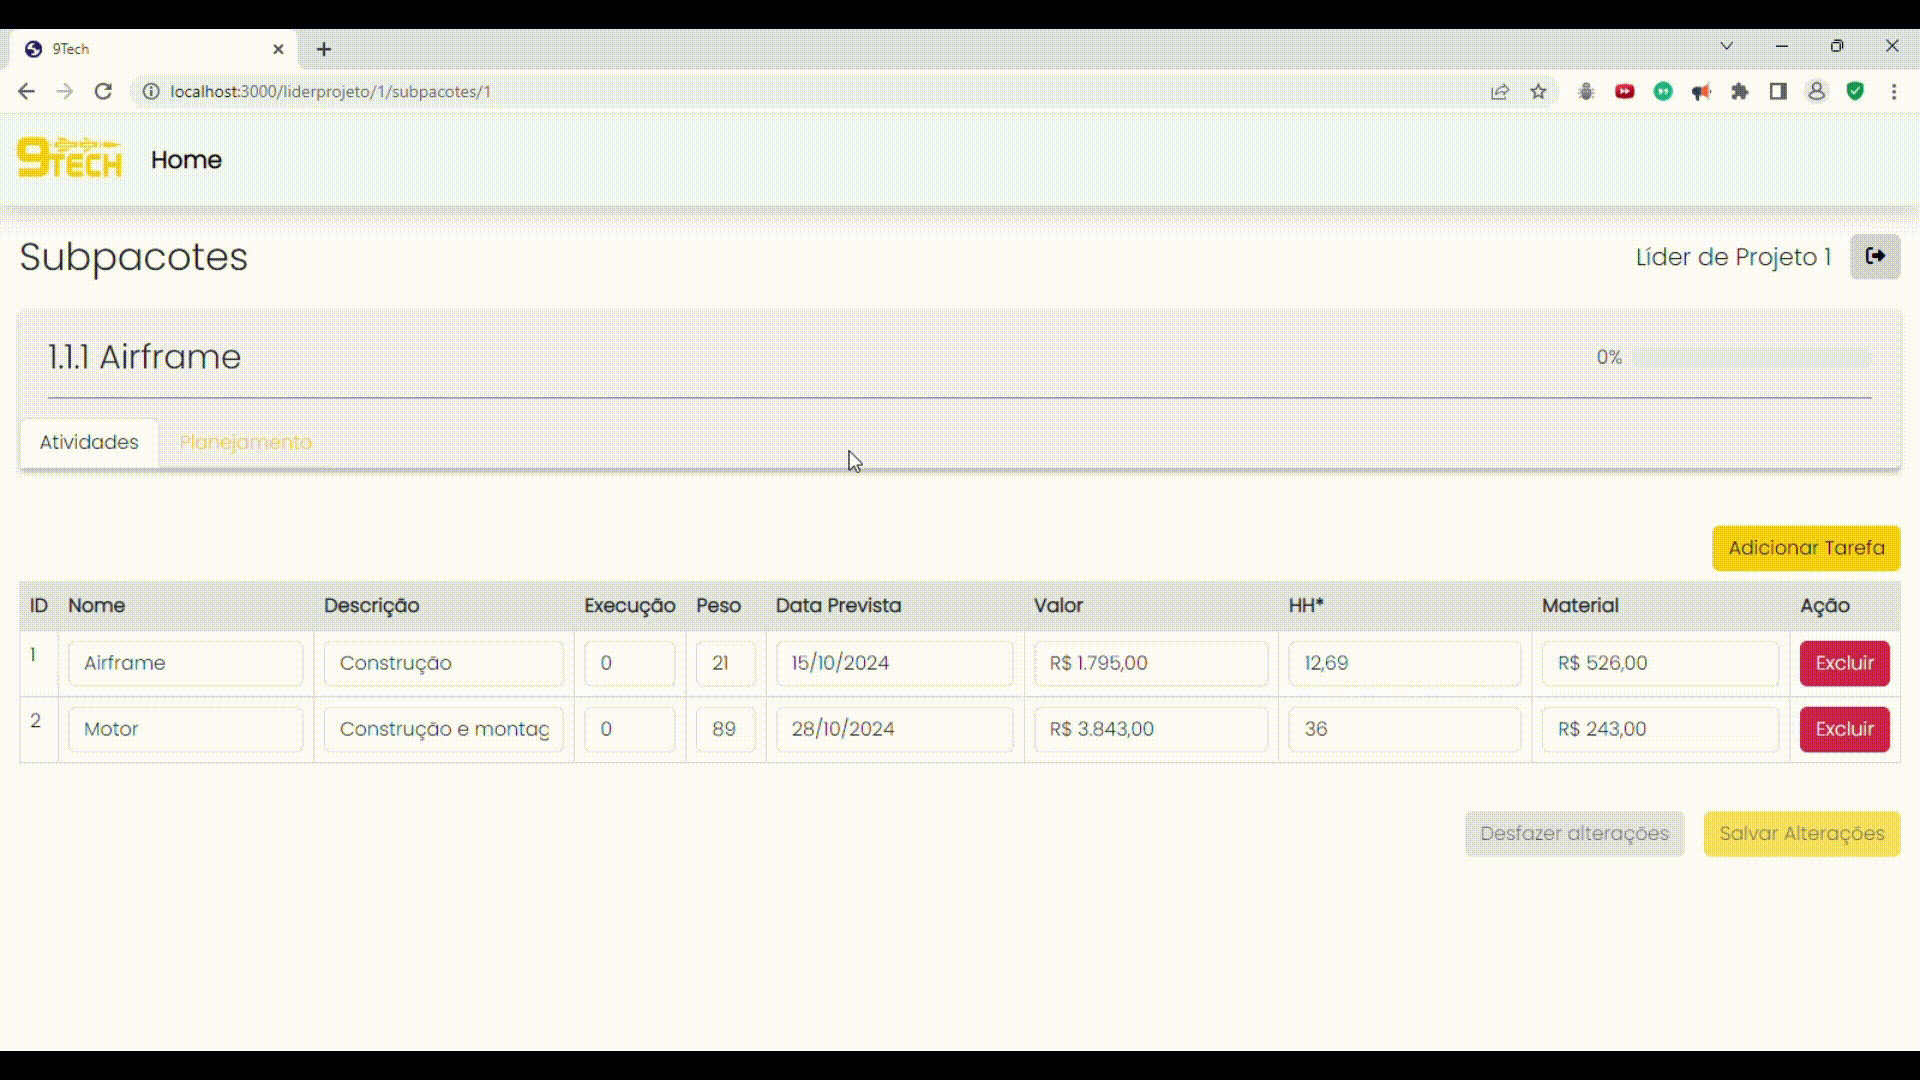 9Tech
localhost:3000/liderprojeto/1/subpacotes/1
9TECH Home
Subpacotes Líder de Projeto 1
1.1.1 Airframe 0%
Atividades Planejamento
Adicionar Tarefa
ID Nome Descrição Execução Peso Data Prevista Valor HH* Material Ação
1 Airframe Construção 0 21 15/10/2024 R$ 1.795,00 12,69 R$ 526,00 Excluir
2 Motor Construção e montag 0 89 28/10/2024 R$ 3.843,00 36 R$ 243,00 Excluir
Desfazer alterações Salvar Alterações